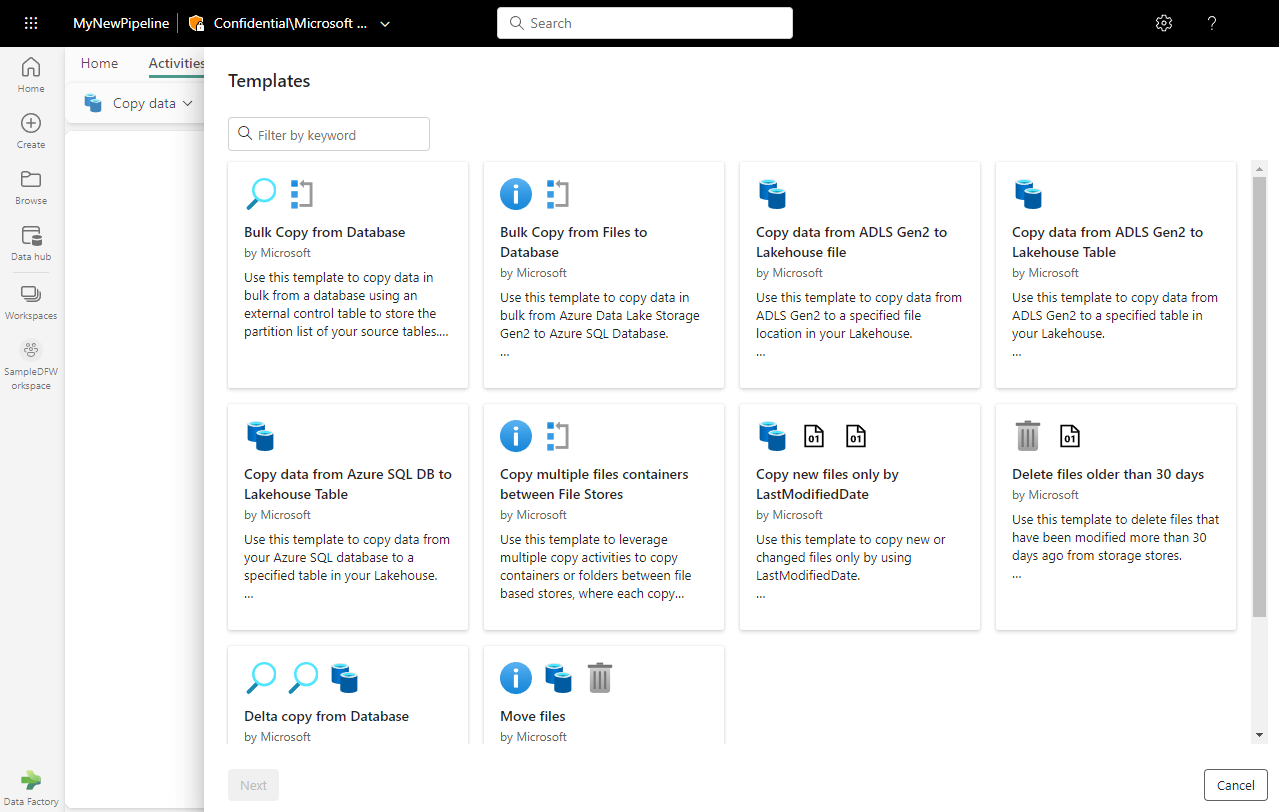 MyNewPipeline
Confidential\Microsoft ...
Search
?
Home
Create
Browse
Data hub
Workspaces
SampleDFW
orkspace
Data Factory
Home
Activities
Copy data
Templates
Filter by keyword
Bulk Copy from Database
by Microsoft
Use this template to copy data in
bulk from a database using an
external control table to store the
partition list of your source tables....
Bulk Copy from Files to
Database
by Microsoft
Use this template to copy data in
bulk from Azure Data Lake Storage
Gen2 to Azure SQL Database.
...
Copy data from ADLS Gen2 to
Lakehouse file
by Microsoft
Use this template to copy data from
ADLS Gen2 to a specified file
location in your Lakehouse.
...
Copy data from ADLS Gen2 to
Lakehouse Table
by Microsoft
Use this template to copy data from
ADLS Gen2 to a specified table in
your Lakehouse.
...
Copy data from Azure SQL DB to
Lakehouse Table
by Microsoft
Use this template to copy data from
your Azure SQL database to a
specified table in your Lakehouse.
...
Copy multiple files containers
between File Stores
by Microsoft
Use this template to leverage
multiple copy activities to copy
containers or folders between file
based stores, where each copy...
01 01
Copy new files only by
LastModifiedDate
by Microsoft
Use this template to copy new or
changed files only by using
LastModifiedDate.
...
01
Delete files older than 30 days
by Microsoft
Use this template to delete files that
have been modified more than 30
days ago from storage stores.
...
Delta copy from Database
by Microsoft
Move files
by Microsoft
Next
Cancel